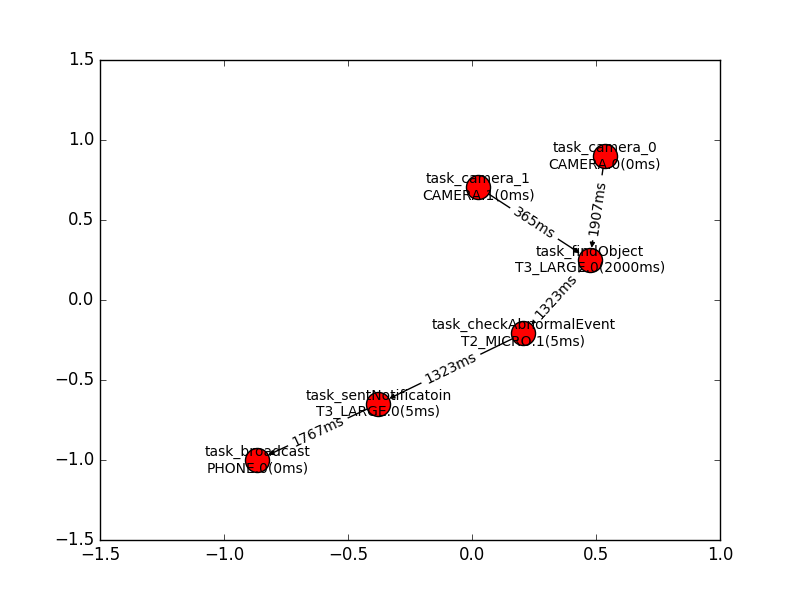 1.5
1.0
0.5
0.0
−0.5
−1.0
−1.5
task_camera_0
CAMERA.0(0ms)
task_camera_1
CAMERA.1(0ms)
365ms
1907ms
task_findObject
T3_LARGE.0(2000ms)
1323ms
task_checkAbnormalEvent
T2_MICRO.1(5ms)
1323ms
task_sentNotificatoin
T3_LARGE.0(5ms)
1767ms
task_broadcast
PHONE.0(0ms)
−1.5 −1.0 −0.5 0.0 0.5 1.0